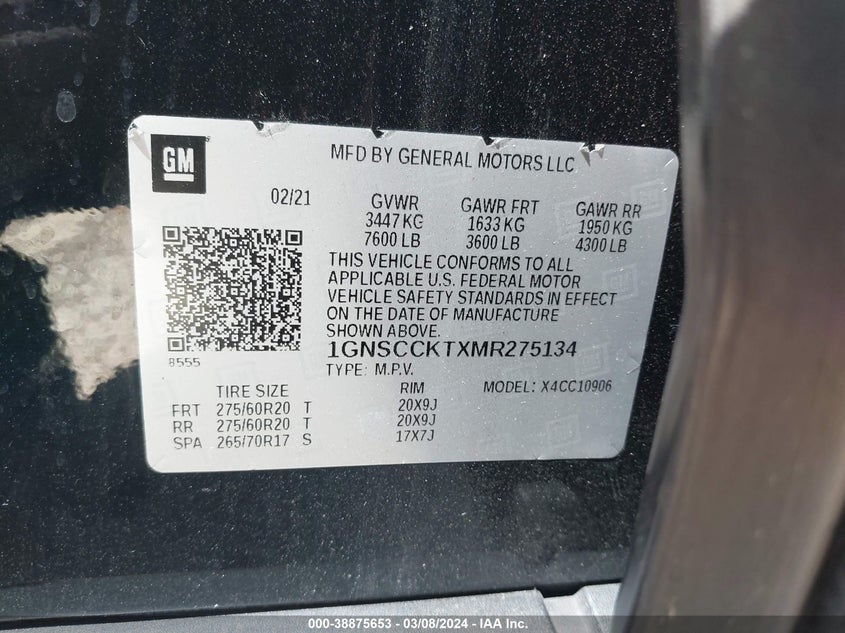 GM
MFD BY GENERAL MOTORS LLC
02/21
GVWR GAWR FRT GAWR RR
3447 KG 1633 KG 1950 KG
7600 LB 3600 LB 4300 LB
THIS VEHICLE CONFORMS TO ALL
APPLICABLE U.S. FEDERAL MOTOR
VEHICLE SAFETY STANDARDS IN EFFECT
ON THE DATE OF MANUFACTURE
SHOWN ABOVE.
1GNSCCKTXMR275134
8555
TYPE: M.P.V. MODEL: X4CC10906
TIRE SIZE RIM
FRT 275/60R20 T 20X9J
RR 275/60R20 T 20X9J
SPA 265/70R17 S 17X7J
000-38875653 - 03/08/2024 - IAA Inc.